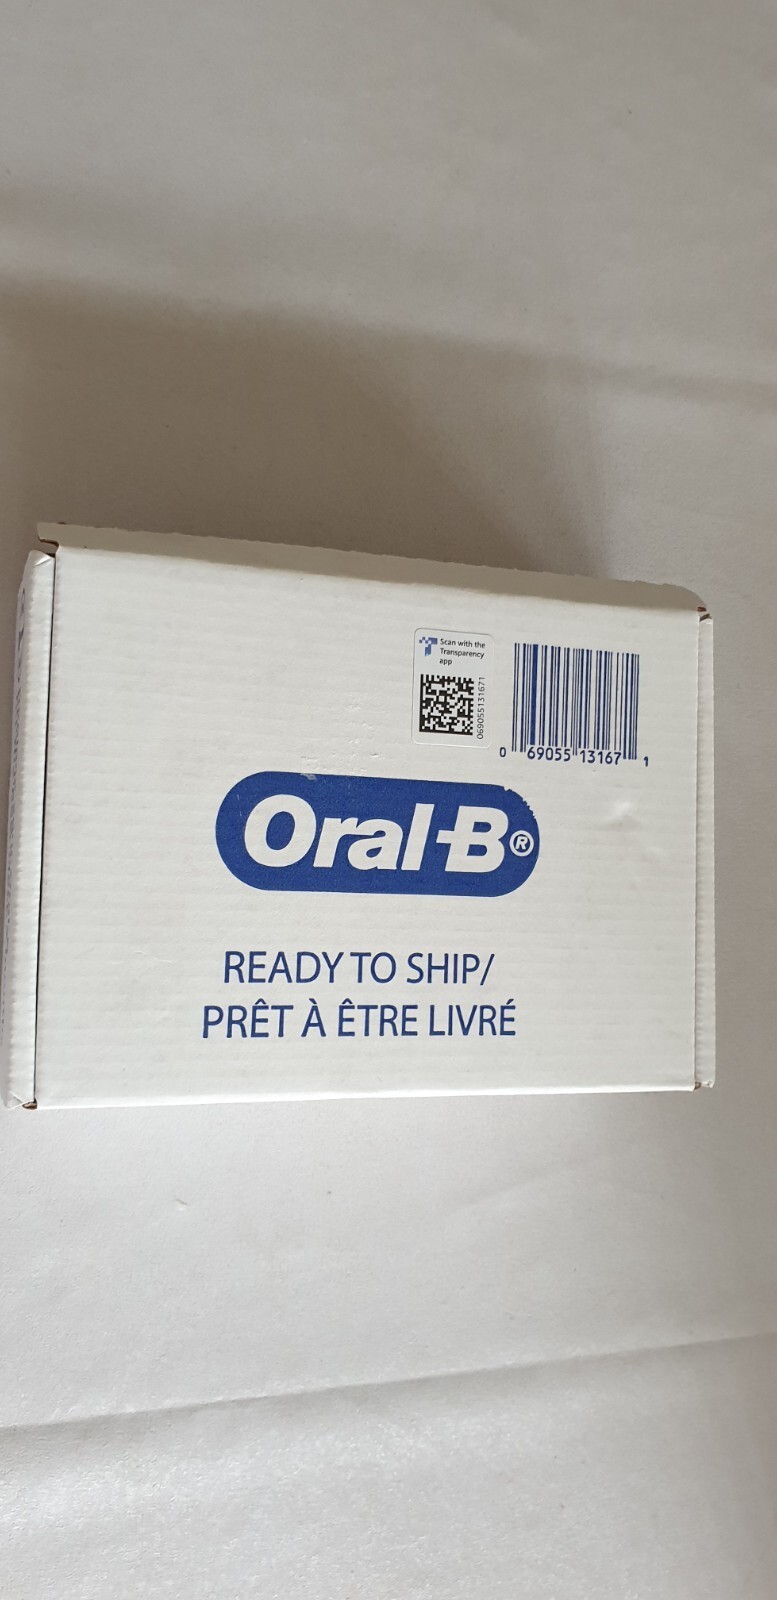 Scan with the
Transparency
app
069055131671
0 69055 13167 1
Oral-B®
READY TO SHIP/
PRÊT À ÊTRE LIVRÉ